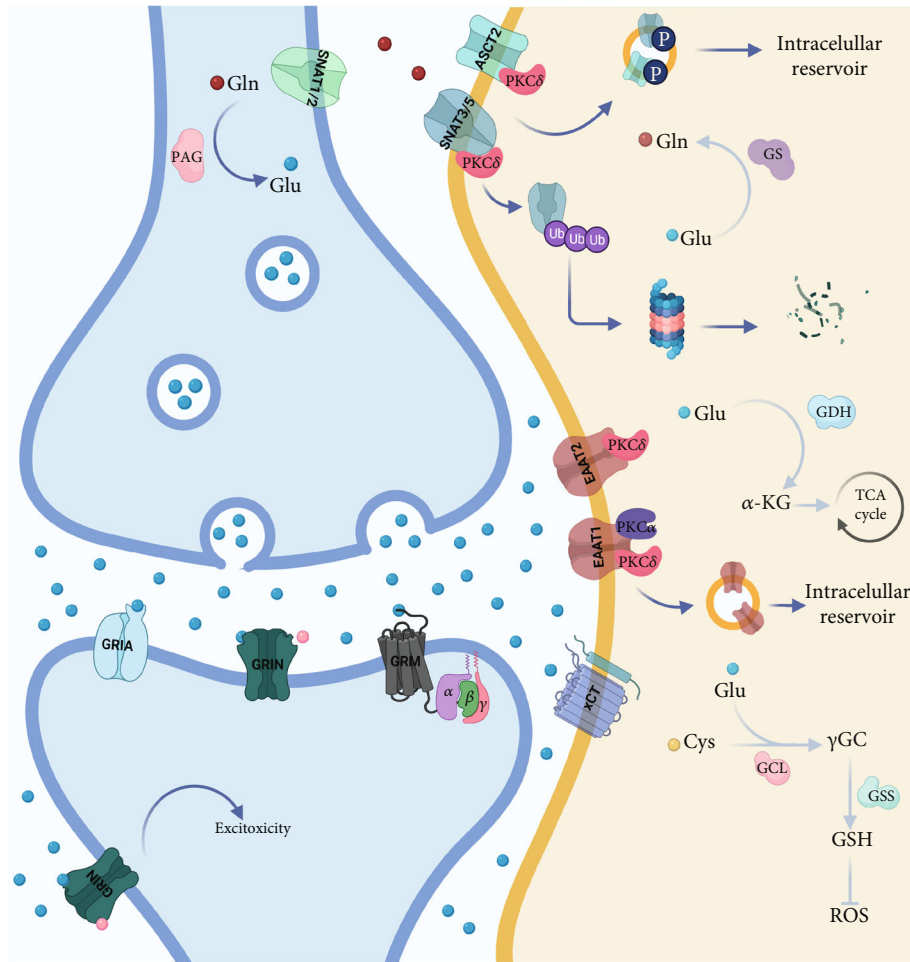 SNAT1/2
Gln
PAG
Glu
ASCT2
PKCδ
SNAT3/5
PKCδ
P
P
Intracelullar
reservoir
Gln
GS
Glu
Ub
Ub
Ub
Glu
GDH
α-KG
TCA
cycle
EAAT2
PKCδ
EAAT1
PKCα
PKCδ
Intracelullar
reservoir
GRIA
GRIN
GRM
α
β
γ
xCT
Glu
Cys
γGC
GCL
GSS
GSH
ROS
Excitoxicity
GRIN